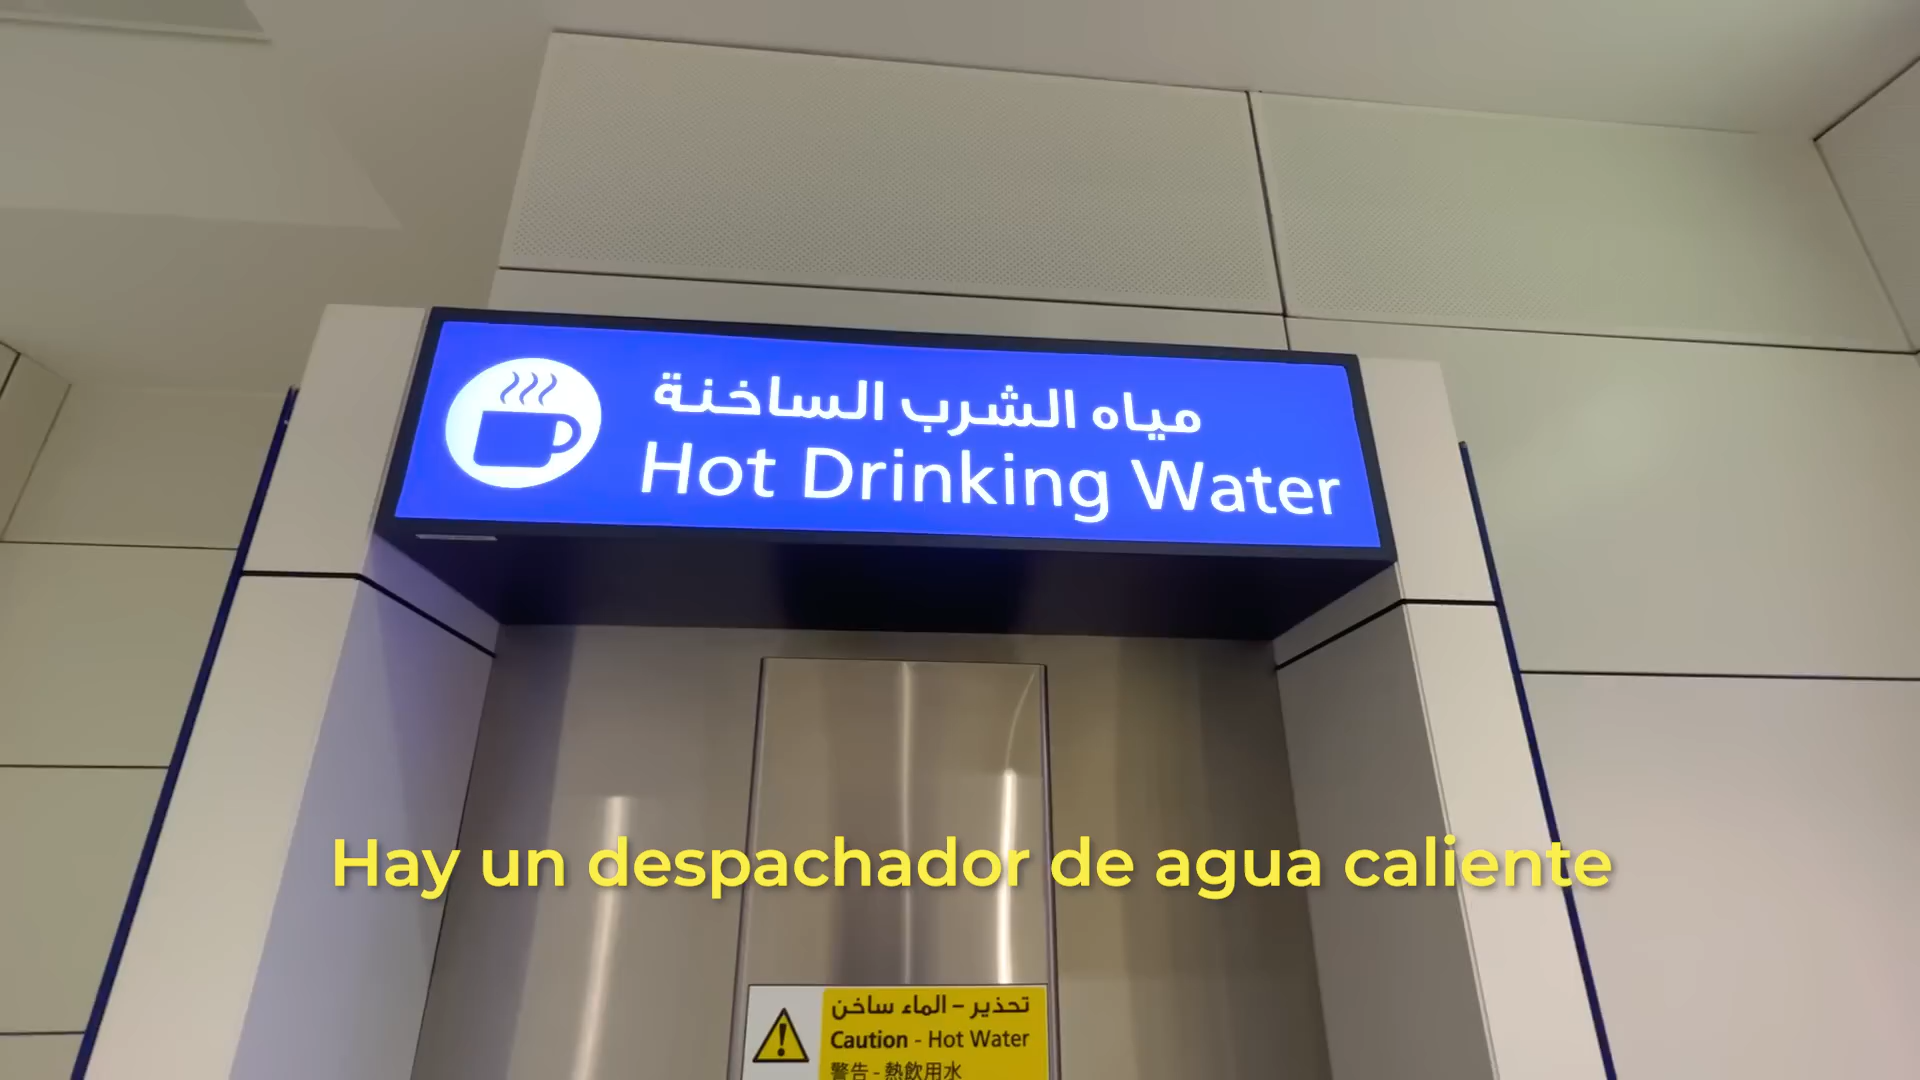 مياه الشرب الساخنة
Hot Drinking Water
Hay un despachador de agua caliente
تحذير - الماء ساخن
Caution - Hot Water
警告 - 熱飲用水